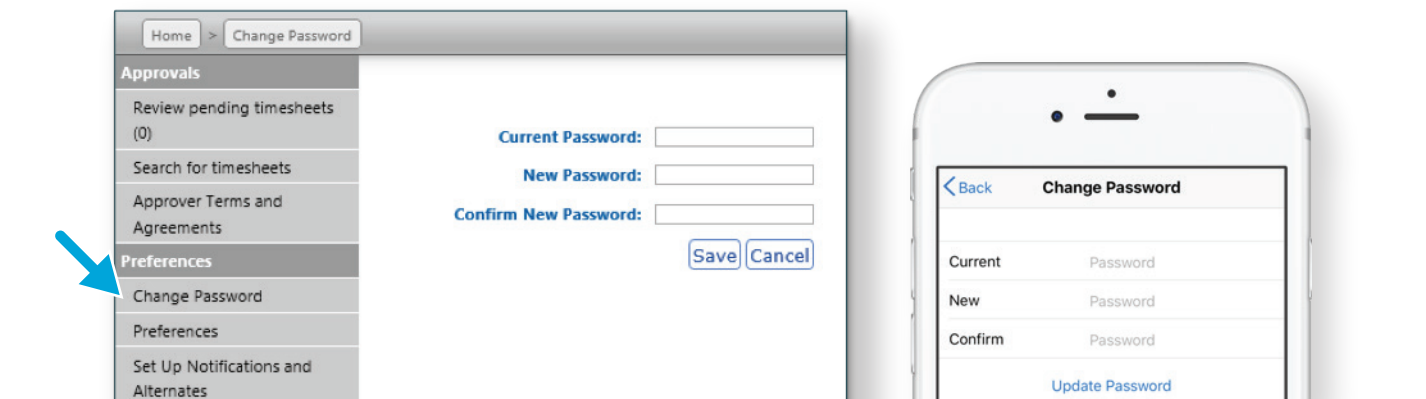 Home > Change Password
Approvals
Review pending timesheets
(0)
Search for timesheets
Approver Terms and
Agreements
Preferences
Change Password
Preferences
Set Up Notifications and
Alternates
Current Password:
New Password:
Confirm New Password:
Save Cancel
Back Change Password
Current Password
New Password
Confirm Password
Update Password